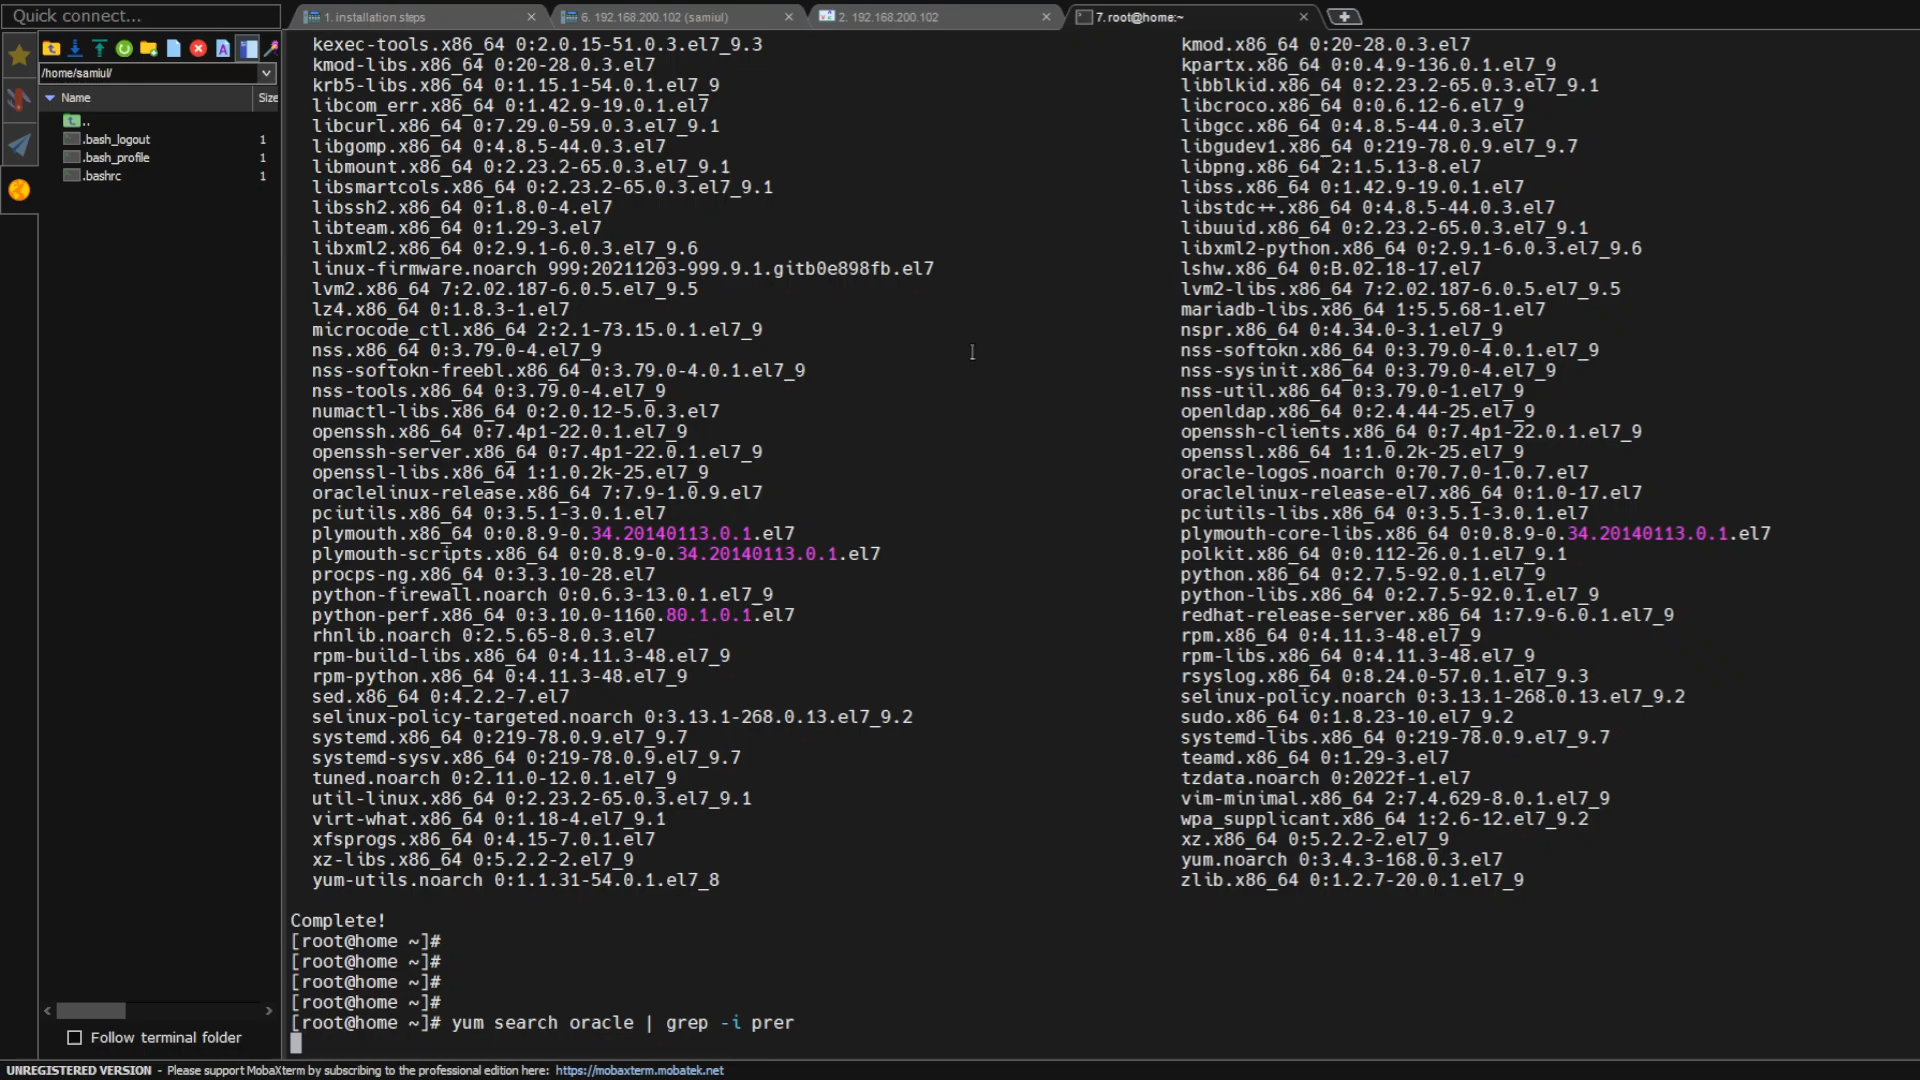 Quick connect...
1. installation steps
6. 192.168.200.102 (samiul)
2. 192.168.200.102
7. root@home:~
/home/samiul/
Name Size
..
.bash_logout 1
.bash_profile 1
.bashrc 1
kexec-tools.x86_64 0:2.0.15-51.0.3.el7_9.3 kmod.x86_64 0:20-28.0.3.el7
kmod-libs.x86_64 0:20-28.0.3.el7 kpartx.x86_64 0:0.4.9-136.0.1.el7_9
krb5-libs.x86_64 0:1.15.1-54.0.1.el7_9 libblkid.x86_64 0:2.23.2-65.0.3.el7_9.1
libcom_err.x86_64 0:1.42.9-19.0.1.el7 libcroco.x86_64 0:0.6.12-6.el7_9
libcurl.x86_64 0:7.29.0-59.0.3.el7_9.1 libgcc.x86_64 0:4.8.5-44.0.3.el7
libgomp.x86_64 0:4.8.5-44.0.3.el7 libgudev1.x86_64 0:219-78.0.9.el7_9.7
libmount.x86_64 0:2.23.2-65.0.3.el7_9.1 libpng.x86_64 2:1.5.13-8.el7
libsmartcols.x86_64 0:2.23.2-65.0.3.el7_9.1 libss.x86_64 0:1.42.9-19.0.1.el7
libssh2.x86_64 0:1.8.0-4.el7 libstdc++.x86_64 0:4.8.5-44.0.3.el7
libteam.x86_64 0:1.29-3.el7 libuuid.x86_64 0:2.23.2-65.0.3.el7_9.1
libxml2.x86_64 0:2.9.1-6.0.3.el7_9.6 libxml2-python.x86_64 0:2.9.1-6.0.3.el7_9.6
linux-firmware.noarch 999:20211203-999.9.1.gitb0e898fb.el7 lshw.x86_64 0:B.02.18-17.el7
lvm2.x86_64 7:2.02.187-6.0.5.el7_9.5 lvm2-libs.x86_64 7:2.02.187-6.0.5.el7_9.5
lz4.x86_64 0:1.8.3-1.el7 mariadb-libs.x86_64 1:5.5.68-1.el7
microcode_ctl.x86_64 2:2.1-73.15.0.1.el7_9 nspr.x86_64 0:4.34.0-3.1.el7_9
nss.x86_64 0:3.79.0-4.el7_9 nss-softokn.x86_64 0:3.79.0-4.0.1.el7_9
nss-softokn-freebl.x86_64 0:3.79.0-4.0.1.el7_9 nss-sysinit.x86_64 0:3.79.0-4.el7_9
nss-tools.x86_64 0:3.79.0-4.el7_9 nss-util.x86_64 0:3.79.0-1.el7_9
numactl-libs.x86_64 0:2.0.12-5.0.3.el7 openldap.x86_64 0:2.4.44-25.el7_9
openssh.x86_64 0:7.4p1-22.0.1.el7_9 openssh-clients.x86_64 0:7.4p1-22.0.1.el7_9
openssh-server.x86_64 0:7.4p1-22.0.1.el7_9 openssl.x86_64 1:1.0.2k-25.el7_9
openssl-libs.x86_64 1:1.0.2k-25.el7_9 oracle-logos.noarch 0:70.7.0-1.0.7.el7
oraclelinux-release.x86_64 7:7.9-1.0.9.el7 oraclelinux-release-el7.x86_64 0:1.0-17.el7
pciutils.x86_64 0:3.5.1-3.0.1.el7 pciutils-libs.x86_64 0:3.5.1-3.0.1.el7
plymouth.x86_64 0:0.8.9-0.34.20140113.0.1.el7 plymouth-core-libs.x86_64 0:0.8.9-0.34.20140113.0.1.el7
plymouth-scripts.x86_64 0:0.8.9-0.34.20140113.0.1.el7 polkit.x86_64 0:0.112-26.0.1.el7_9.1
procps-ng.x86_64 0:3.3.10-28.el7 python.x86_64 0:2.7.5-92.0.1.el7_9
python-firewall.noarch 0:0.6.3-13.0.1.el7_9 python-libs.x86_64 0:2.7.5-92.0.1.el7_9
python-perf.x86_64 0:3.10.0-1160.80.1.0.1.el7 redhat-release-server.x86_64 1:7.9-6.0.1.el7_9
rhnlib.noarch 0:2.5.65-8.0.3.el7 rpm.x86_64 0:4.11.3-48.el7_9
rpm-build-libs.x86_64 0:4.11.3-48.el7_9 rpm-libs.x86_64 0:4.11.3-48.el7_9
rpm-python.x86_64 0:4.11.3-48.el7_9 rsyslog.x86_64 0:8.24.0-57.0.1.el7_9.3
sed.x86_64 0:4.2.2-7.el7 selinux-policy.noarch 0:3.13.1-268.0.13.el7_9.2
selinux-policy-targeted.noarch 0:3.13.1-268.0.13.el7_9.2 sudo.x86_64 0:1.8.23-10.el7_9.2
systemd.x86_64 0:219-78.0.9.el7_9.7 systemd-libs.x86_64 0:219-78.0.9.el7_9.7
systemd-sysv.x86_64 0:219-78.0.9.el7_9.7 teamd.x86_64 0:1.29-3.el7
tuned.noarch 0:2.11.0-12.0.1.el7_9 tzdata.noarch 0:2022f-1.el7
util-linux.x86_64 0:2.23.2-65.0.3.el7_9.1 vim-minimal.x86_64 2:7.4.629-8.0.1.el7_9
virt-what.x86_64 0:1.18-4.el7_9.1 wpa_supplicant.x86_64 1:2.6-12.el7_9.2
xfsprogs.x86_64 0:4.15-7.0.1.el7 xz.x86_64 0:5.2.2-2.el7_9
xz-libs.x86_64 0:5.2.2-2.el7_9 yum.noarch 0:3.4.3-168.0.3.el7
yum-utils.noarch 0:1.1.31-54.0.1.el7_8 zlib.x86_64 0:1.2.7-20.0.1.el7_9
Complete!
[root@home ~]#
[root@home ~]#
[root@home ~]#
[root@home ~]#
[root@home ~]# yum search oracle | grep -i prer
Follow terminal folder
UNREGISTERED VERSION - Please support MobaXterm by subscribing to the professional edition here: https://mobaxterm.mobatek.net